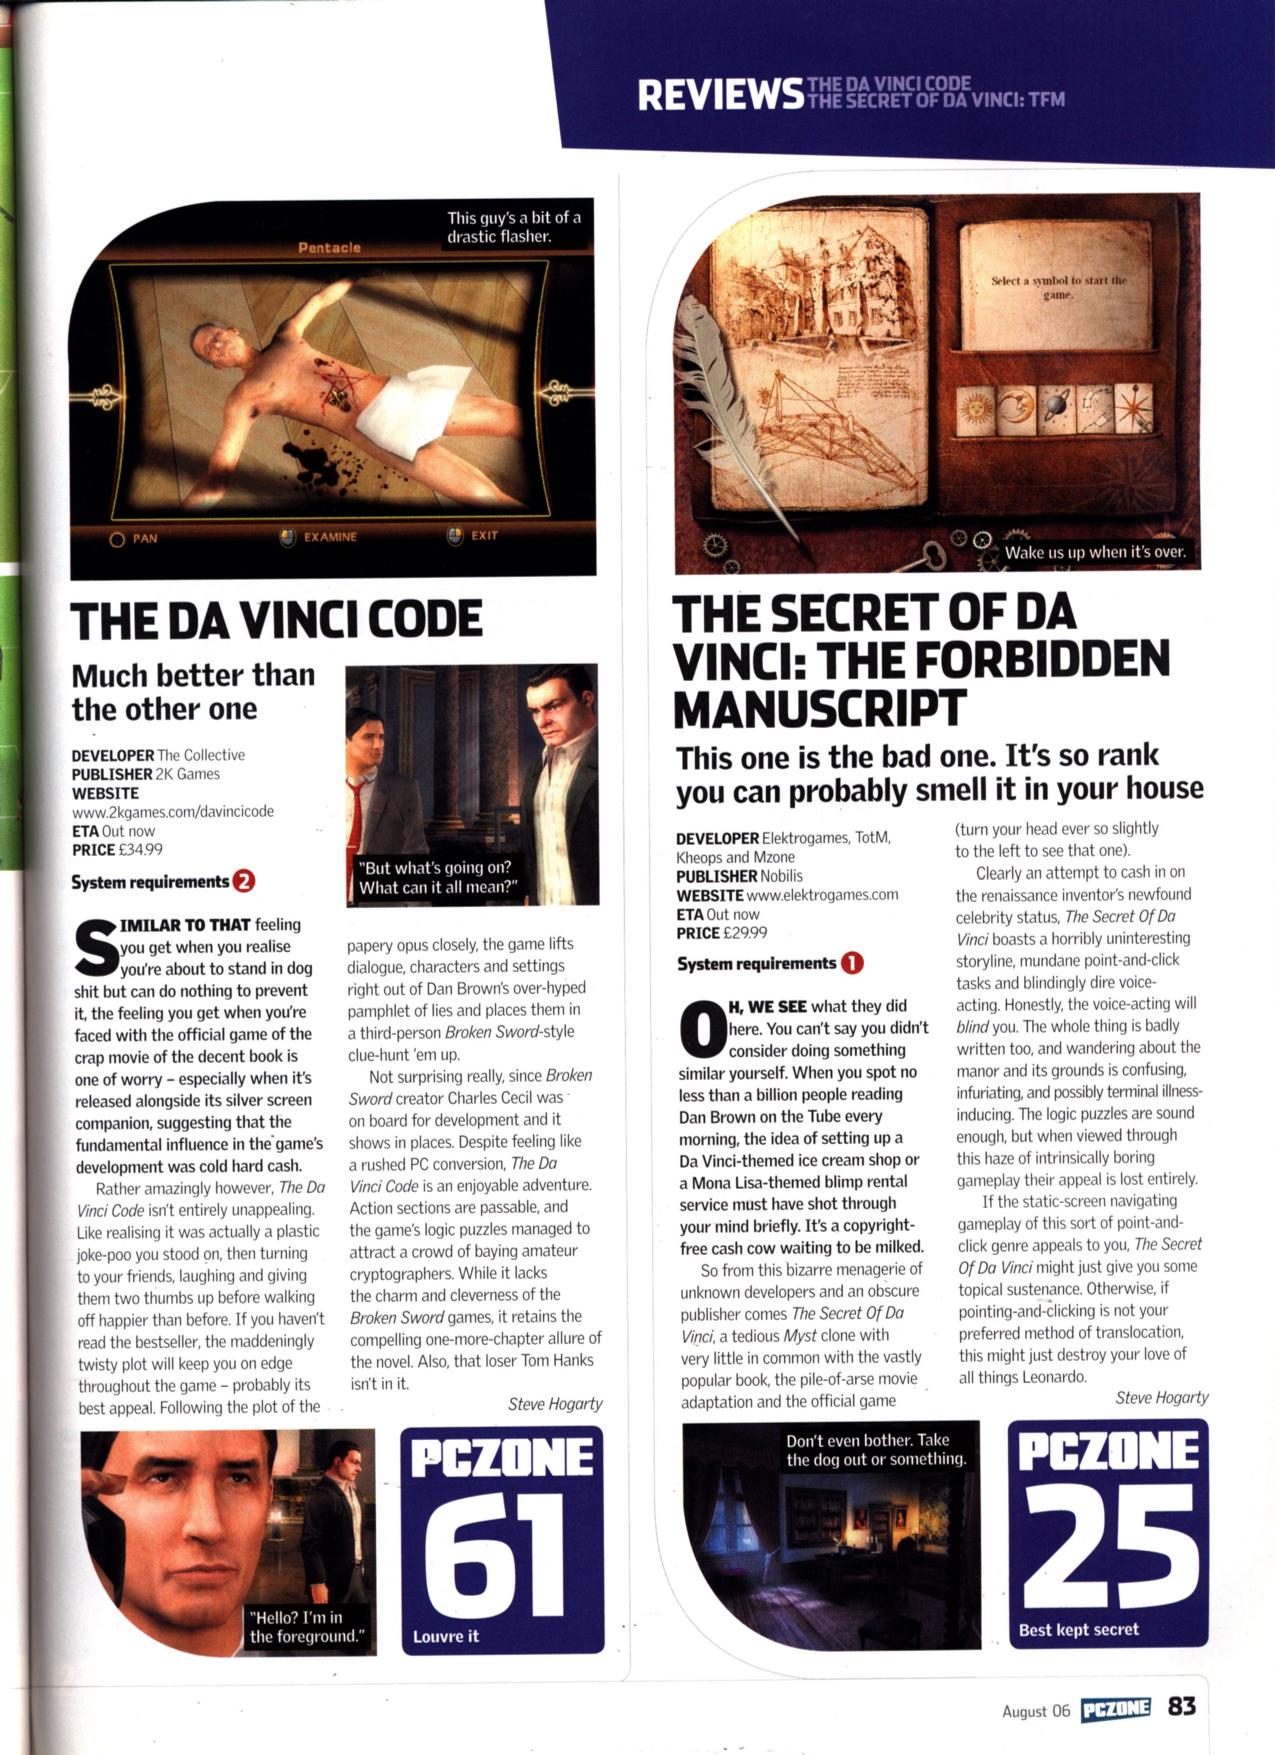 REVIEWS THE DA VINCI CODE
THE SECRET OF DA VINCI: TFM
This guy's a bit of a
drastic flasher.
Pentacle
PAN
EXAMINE
EXIT
THE DA VINCI CODE
Much better than
the other one
DEVELOPER The Collective
PUBLISHER 2K Games
WEBSITE
www.2kgames.com/davincicode
ETA Out now
PRICE £34.99
System requirements 2
"But what's going on?
What can it all mean?"
SIMILAR TO THAT feeling
you get when you realise
you're about to stand in dog
shit but can do nothing to prevent
it, the feeling you get when you're
faced with the official game of the
crap movie of the decent book is
one of worry – especially when it's
released alongside its silver screen
companion, suggesting that the
fundamental influence in the game's
development was cold hard cash.
Rather amazingly however, The Da
Vinci Code isn't entirely unappealing.
Like realising it was actually a plastic
joke-poo you stood on, then turning
to your friends, laughing and giving
them two thumbs up before walking
off happier than before. If you haven't
read the bestseller, the maddeningly
twisty plot will keep you on edge
throughout the game – probably its
best appeal. Following the plot of the
papery opus closely, the game lifts
dialogue, characters and settings
right out of Dan Brown's over-hyped
pamphlet of lies and places them in
a third-person Broken Sword-style
clue-hunt 'em up.
Not surprising really, since Broken
Sword creator Charles Cecil was
on board for development and it
shows in places. Despite feeling like
a rushed PC conversion, The Da
Vinci Code is an enjoyable adventure.
Action sections are passable, and
the game's logic puzzles managed to
attract a crowd of baying amateur
cryptographers. While it lacks
the charm and cleverness of the
Broken Sword games, it retains the
compelling one-more-chapter allure of
the novel. Also, that loser Tom Hanks
isn't in it.
Steve Hogarty
"Hello? I'm in
the foreground."
PCZONE
61
Louvre it
Select a symbol to start the
game.
Wake us up when it's over.
THE SECRET OF DA
VINCI: THE FORBIDDEN
MANUSCRIPT
This one is the bad one. It's so rank
you can probably smell it in your house
DEVELOPER Elektrogames, TotM,
Kheops and Mzone
PUBLISHER Nobilis
WEBSITE www.elektrogames.com
ETA Out now
PRICE £29.99
System requirements 1
OH, WE SEE what they did
here. You can't say you didn't
consider doing something
similar yourself. When you spot no
less than a billion people reading
Dan Brown on the Tube every
morning, the idea of setting up a
Da Vinci-themed ice cream shop or
a Mona Lisa-themed blimp rental
service must have shot through
your mind briefly. It's a copyright-
free cash cow waiting to be milked.
So from this bizarre menagerie of
unknown developers and an obscure
publisher comes The Secret Of Da
Vinci, a tedious Myst clone with
very little in common with the vastly
popular book, the pile-of-arse movie
adaptation and the official game
(turn your head ever so slightly
to the left to see that one).
Clearly an attempt to cash in on
the renaissance inventor's newfound
celebrity status, The Secret Of Da
Vinci boasts a horribly uninteresting
storyline, mundane point-and-click
tasks and blindingly dire voice-
acting. Honestly, the voice-acting will
blind you. The whole thing is badly
written too, and wandering about the
manor and its grounds is confusing,
infuriating, and possibly terminal illness-
inducing. The logic puzzles are sound
enough, but when viewed through
this haze of intrinsically boring
gameplay their appeal is lost entirely.
If the static-screen navigating
gameplay of this sort of point-and-
click genre appeals to you, The Secret
Of Da Vinci might just give you some
topical sustenance. Otherwise, if
pointing-and-clicking is not your
preferred method of translocation,
this might just destroy your love of
all things Leonardo.
Steve Hogarty
Don't even bother. Take
the dog out or something.
PCZONE
25
Best kept secret
August 06 PCZONE 83